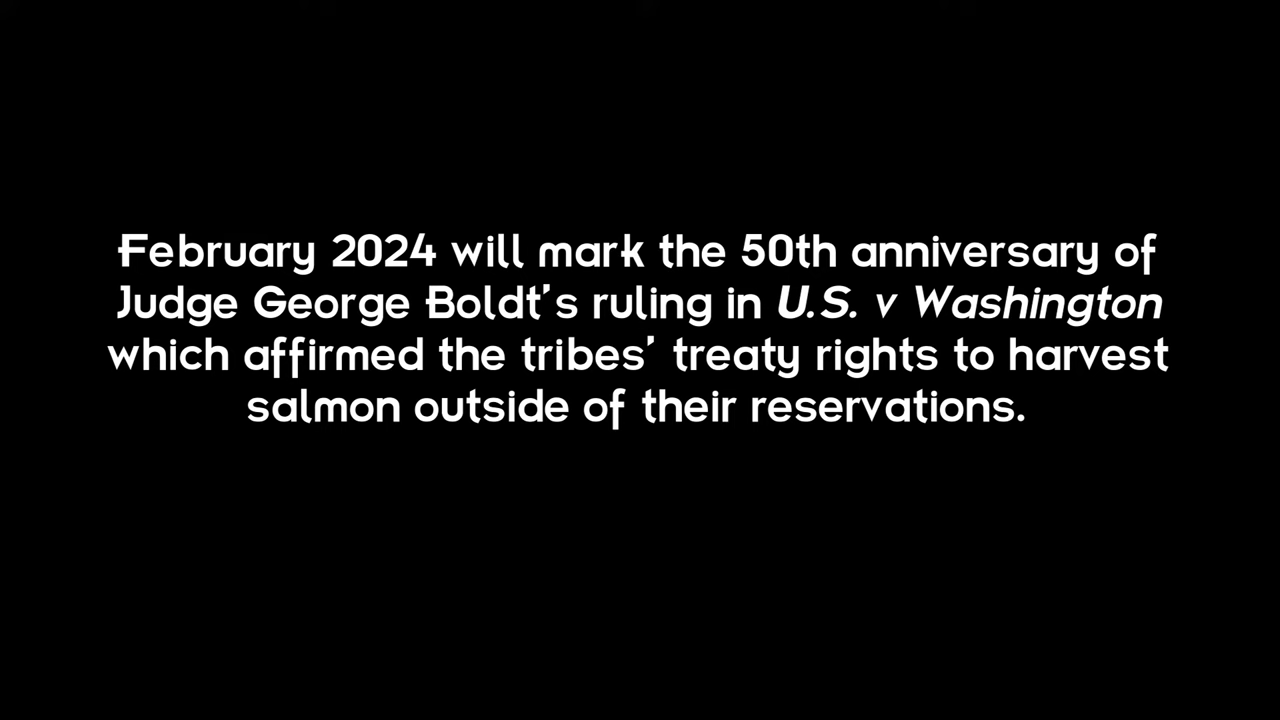 February 2024 will mark the 50th anniversary of
Judge George Boldt's ruling in U.S. v Washington
which affirmed the tribes' treaty rights to harvest
salmon outside of their reservations.